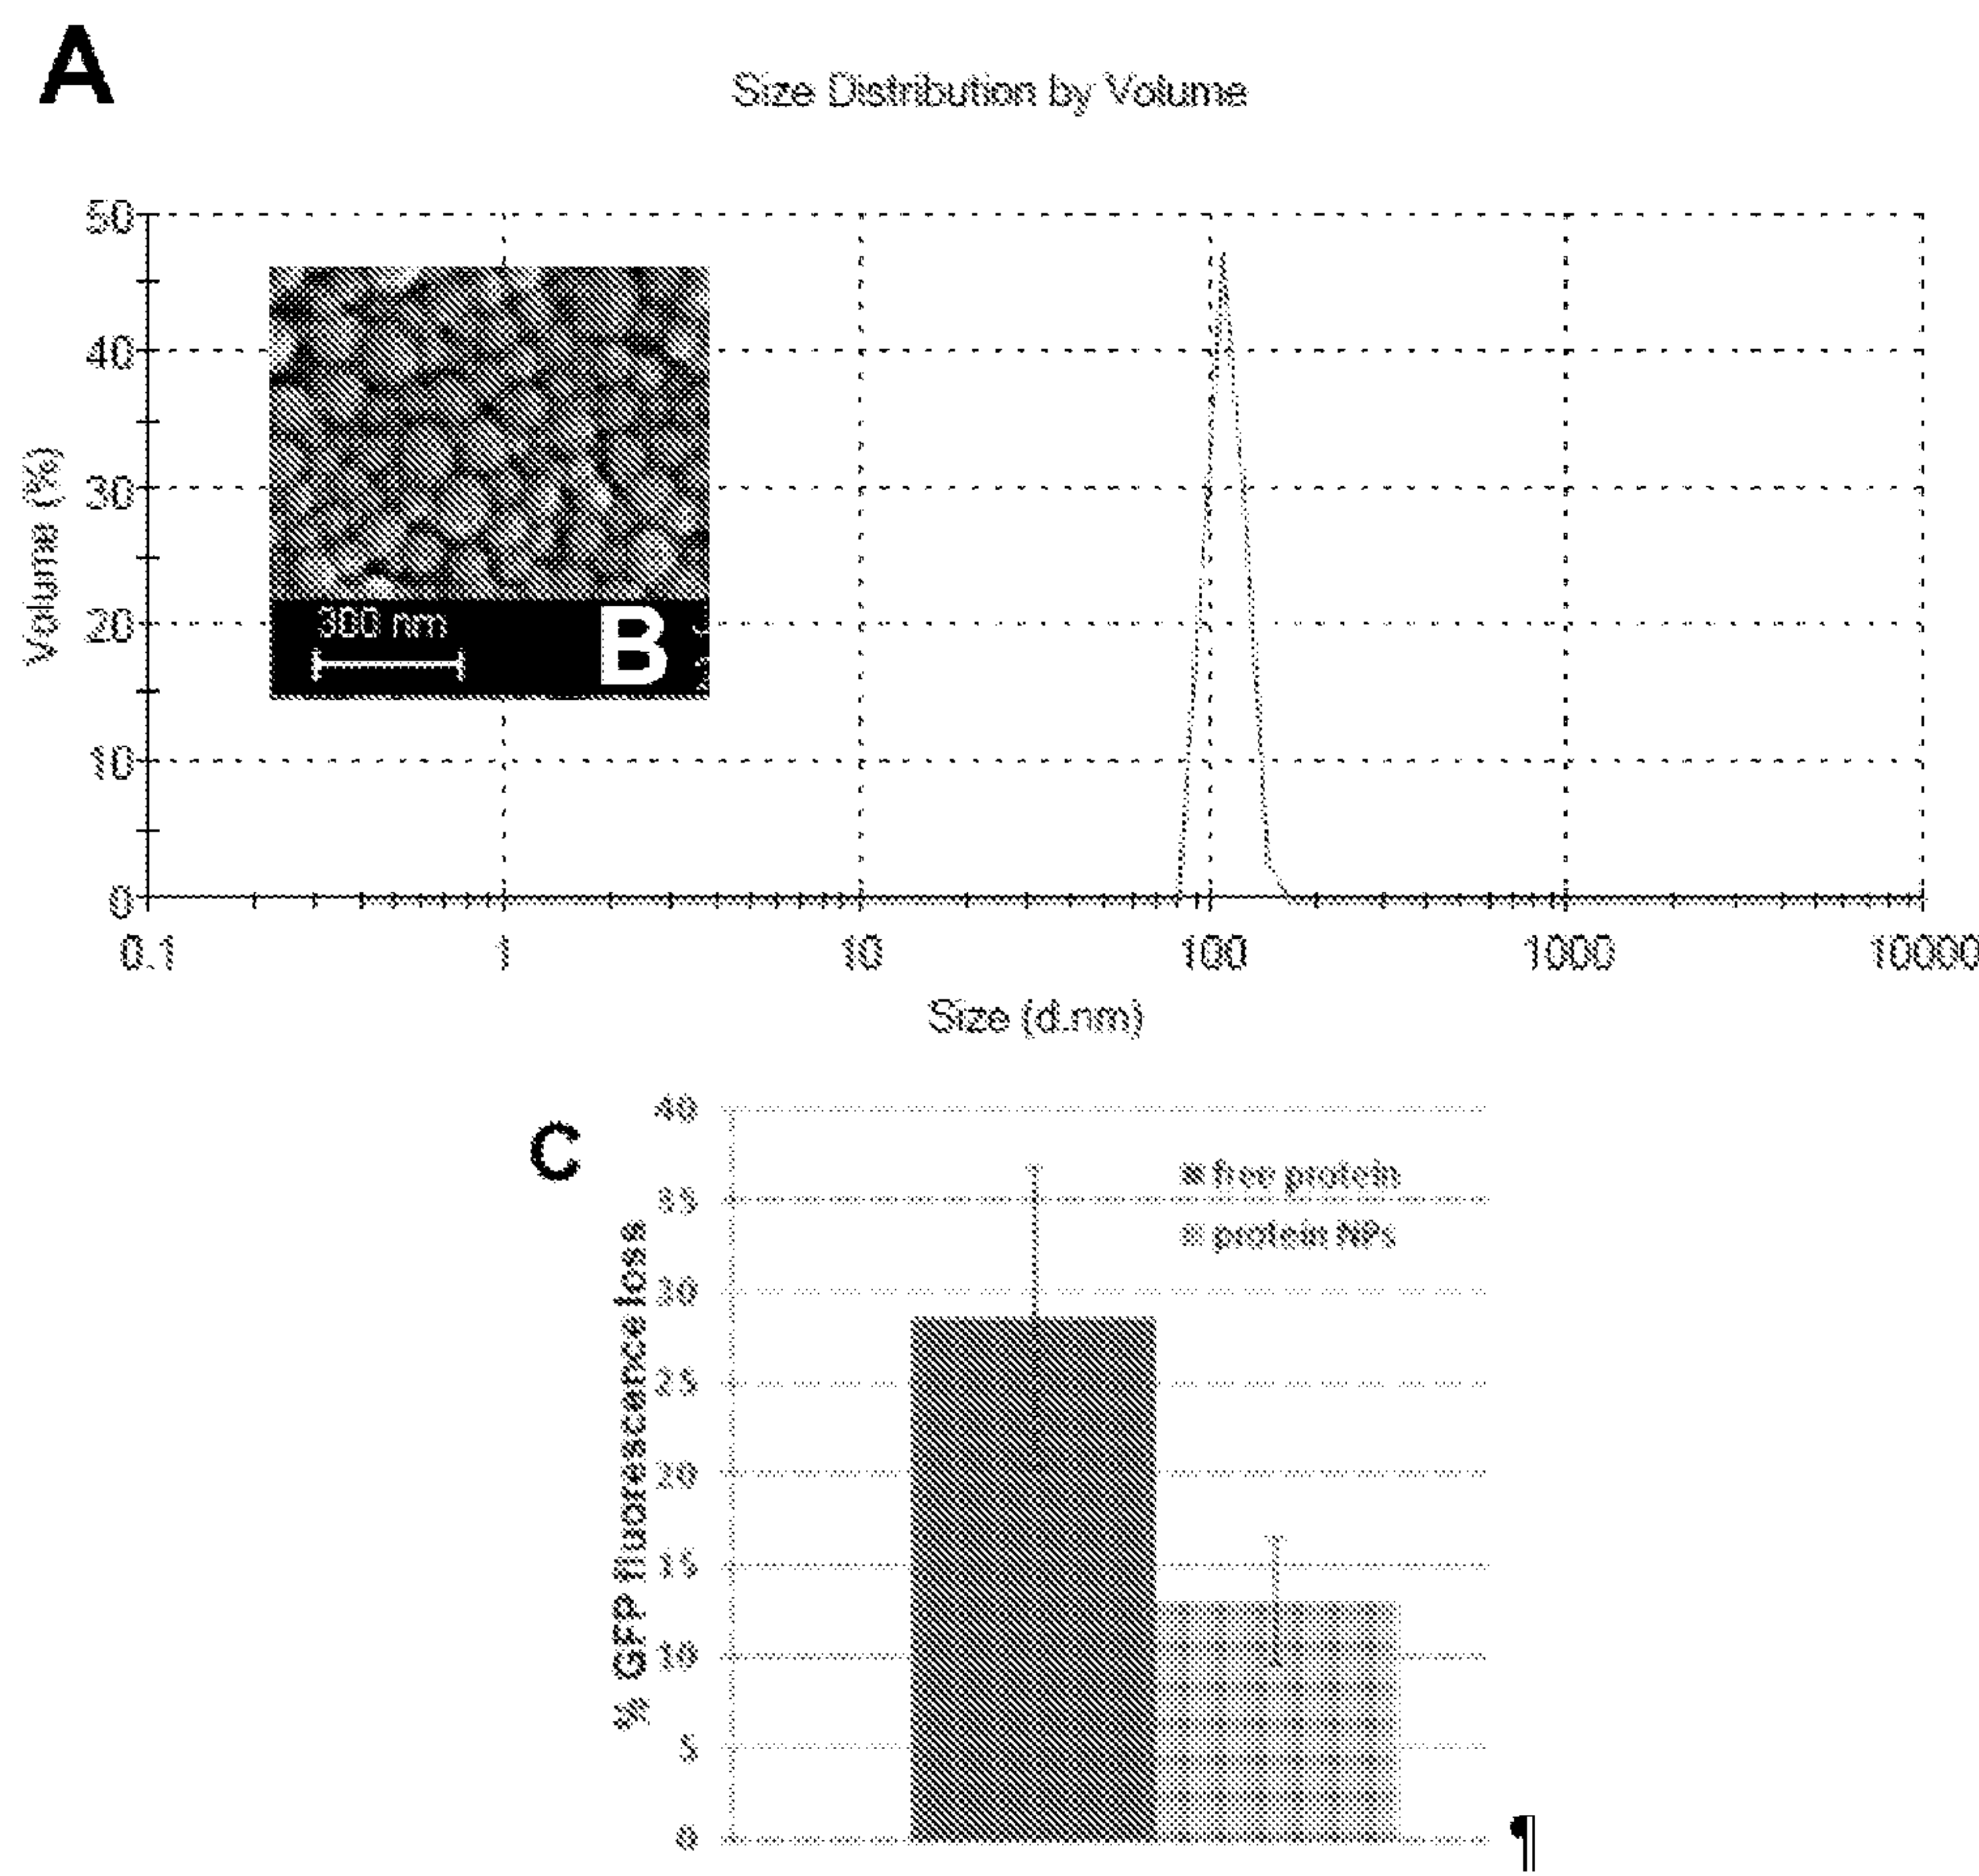 A
Size Distribution by Volume
Volume (%)
50
40
30
20
10
0
300 nm
B
0.1 1 10 100 1000 10000
Size (d.nm)
C
% GFP fluorescence loss
40
35
30
25
20
15
10
5
0
free protein
protein NPs
¶